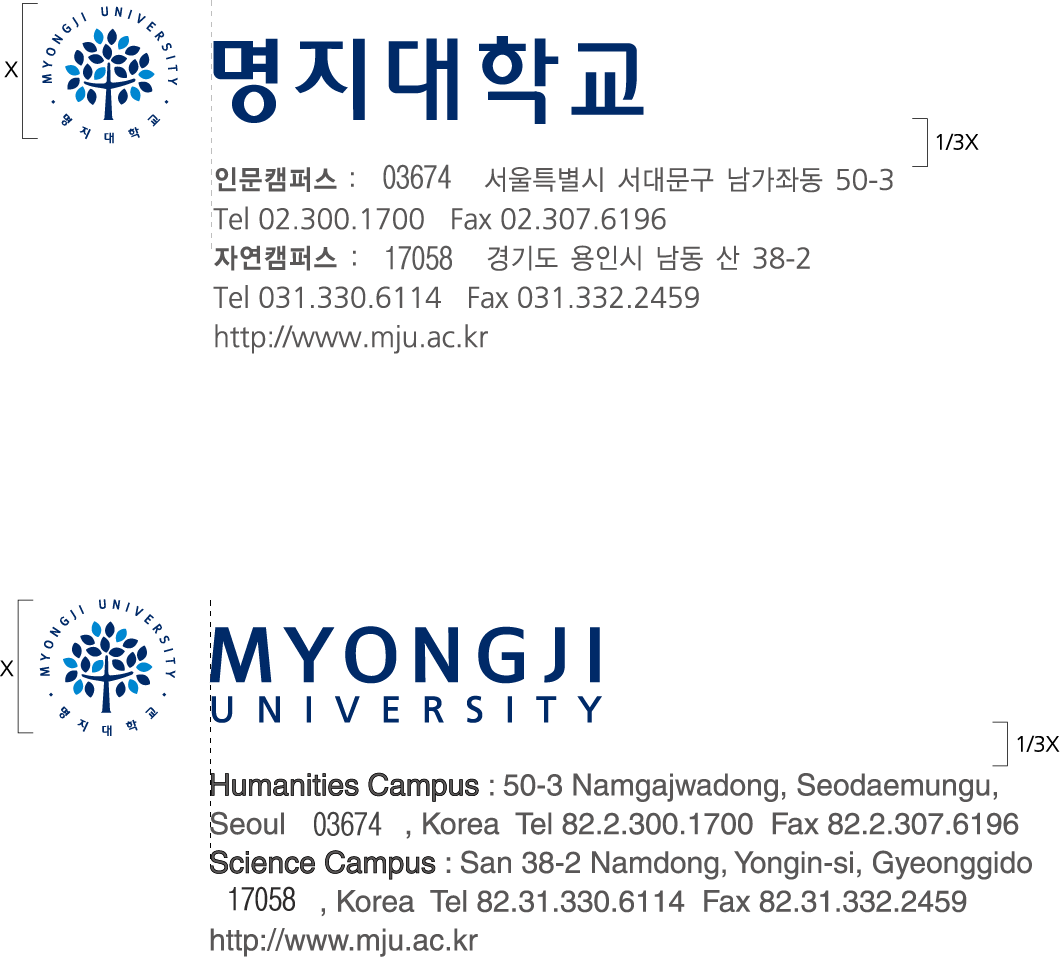 MYONGJI UNIVERSITY
명지대학교
X
명지대학교
1/3X
인문캠퍼스 : 03674 서울특별시 서대문구 남가좌동 50-3
Tel 02.300.1700 Fax 02.307.6196
자연캠퍼스 : 17058 경기도 용인시 남동 산 38-2
Tel 031.330.6114 Fax 031.332.2459
http://www.mju.ac.kr
MYONGJI UNIVERSITY
명지대학교
X
MYONGJI
UNIVERSITY
1/3X
Humanities Campus : 50-3 Namgajwadong, Seodaemungu,
Seoul 03674 , Korea Tel 82.2.300.1700 Fax 82.2.307.6196
Science Campus : San 38-2 Namdong, Yongin-si, Gyeonggido
17058 , Korea Tel 82.31.330.6114 Fax 82.31.332.2459
http://www.mju.ac.kr